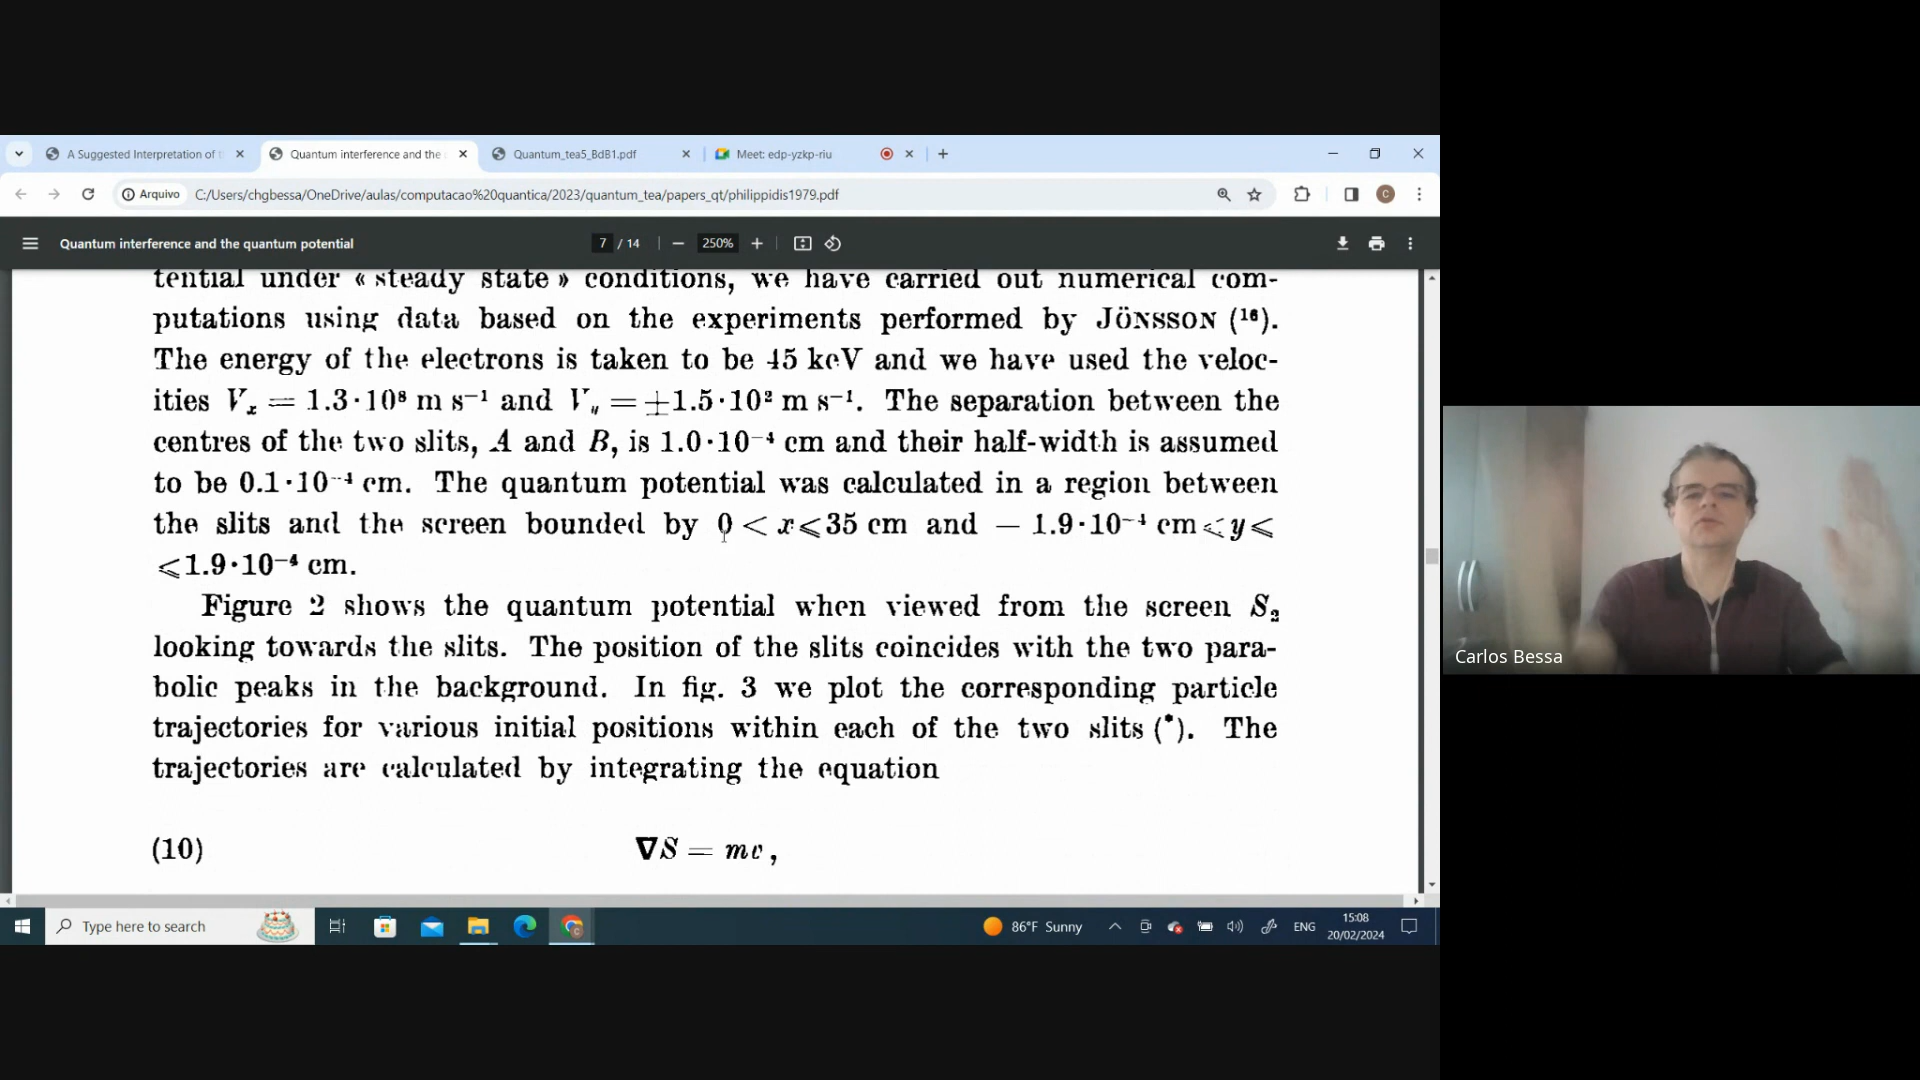 A Suggested Interpretation of t
Quantum interference and the
Quantum_tea5_BdB1.pdf
Meet: edp-yzkp-riu
Arquivo
C:/Users/chgbessa/OneDrive/aulas/computacao%20quantica/2023/quantum_tea/papers_qt/philippidis1979.pdf
C
Quantum interference and the quantum potential
7 / 14
250%
tential under « steady state » conditions, we have carried out numerical com-
putations using data based on the experiments performed by JÖNSSON (¹⁶).
The energy of the electrons is taken to be 45 keV and we have used the veloc-
ities Vₓ = 1.3·10⁸ m s⁻¹ and V_y = ±1.5·10² m s⁻¹. The separation between the
centres of the two slits, A and B, is 1.0·10⁻⁴ cm and their half-width is assumed
to be 0.1·10⁻⁴ cm. The quantum potential was calculated in a region between
the slits and the screen bounded by 0 < x ⩽ 35 cm and − 1.9·10⁻⁴ cm ⩽ y ⩽
⩽ 1.9·10⁻⁴ cm.
Figure 2 shows the quantum potential when viewed from the screen S₂
looking towards the slits. The position of the slits coincides with the two para-
bolic peaks in the background. In fig. 3 we plot the corresponding particle
trajectories for various initial positions within each of the two slits (*). The
trajectories are calculated by integrating the equation
(10) ∇S = mv ,
Carlos Bessa
Type here to search
86°F Sunny
ENG
15:08
20/02/2024